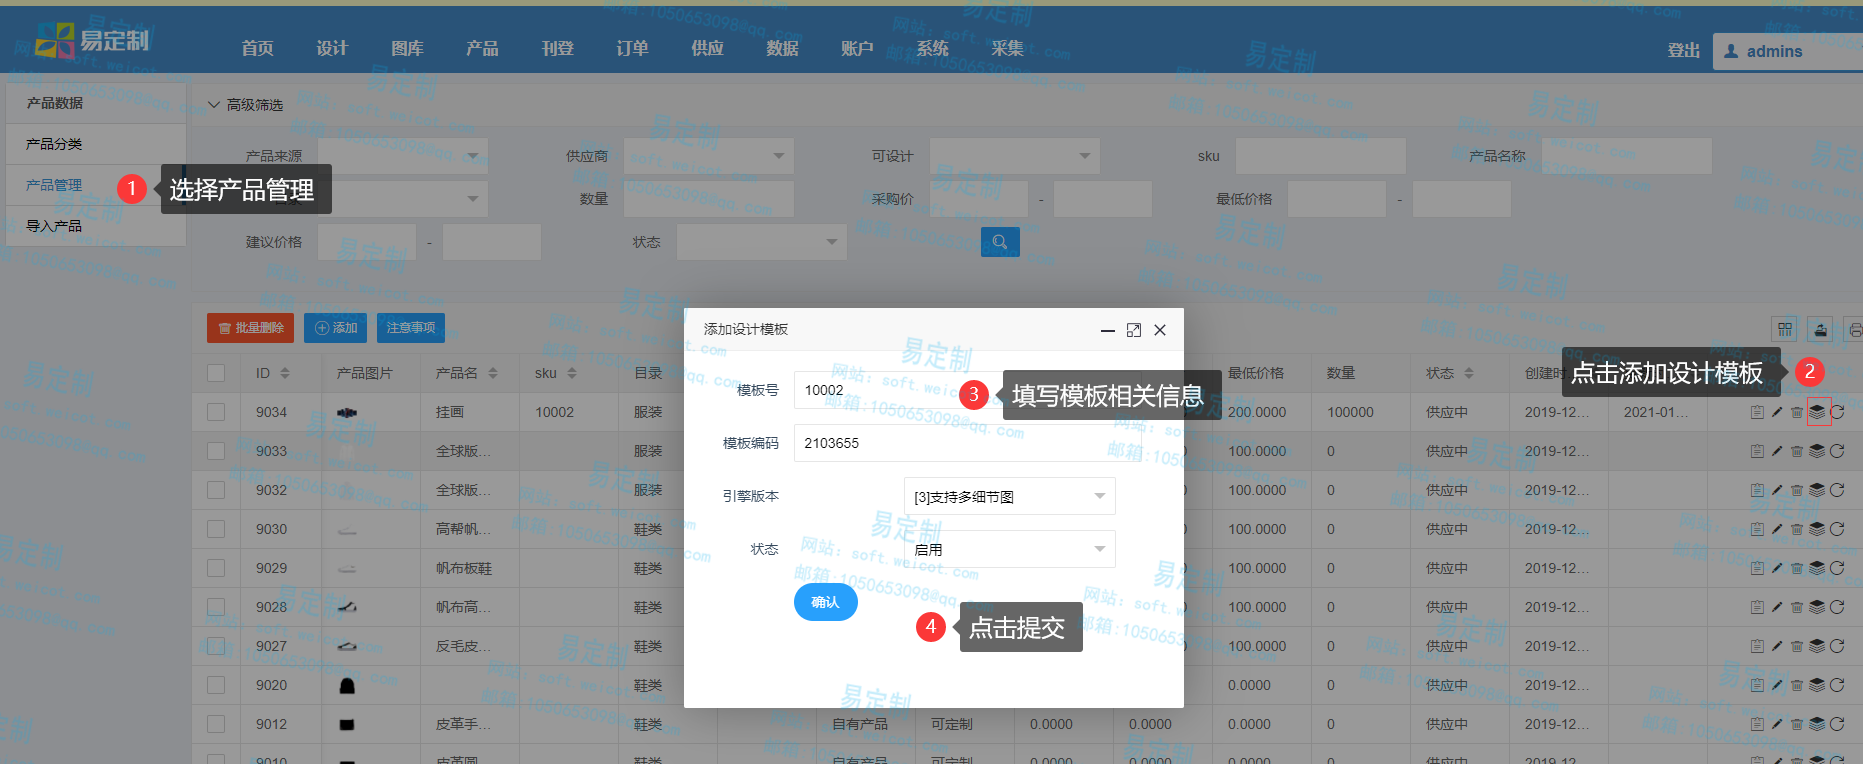 易定制
首页 设计 图库 产品 刊登 订单 供应 数据 账户 系统 采集
登出 admins
产品数据
产品分类
产品管理
导入产品
1 选择产品管理
高级筛选
产品来源 供应商 可设计 sku 产品名称
数量 采购价 - 最低价格 -
建议价格 - 状态
批量删除 添加 注意事项
2 点击添加设计模板
ID 产品图片 产品名 sku 目录 最低价格 数量 状态 创建时
9034 挂画 10002 服装 200.0000 100000 供应中 2019-12... 2021-01...
9033 全球版... 服装 100.0000 0 供应中 2019-12...
9032 全球版... 服装 100.0000 0 供应中 2019-12...
9030 高帮帆... 鞋类 100.0000 0 供应中 2019-12...
9029 帆布板鞋 鞋类 100.0000 0 供应中 2019-12...
9028 帆布高... 鞋类 100.0000 0 供应中 2019-12...
9027 反毛皮... 鞋类 100.0000 0 供应中 2019-12...
9020 鞋类 0.0000 0 供应中 2019-12...
9012 皮革手... 鞋类 自有产品 可定制 0.0000 0.0000 0.0000 0 供应中 2019-12...
9010 皮革圆... 鞋类 自有产品 可定制 0.0000 0.0000 0.0000 0 供应中 2019-12...
添加设计模板
模板号 10002
3 填写模板相关信息
模板编码 2103655
引擎版本 [3]支持多细节图
状态 启用
确认
4 点击提交
易定制
网站: soft.weicot.com
邮箱:1050653098@qq.com